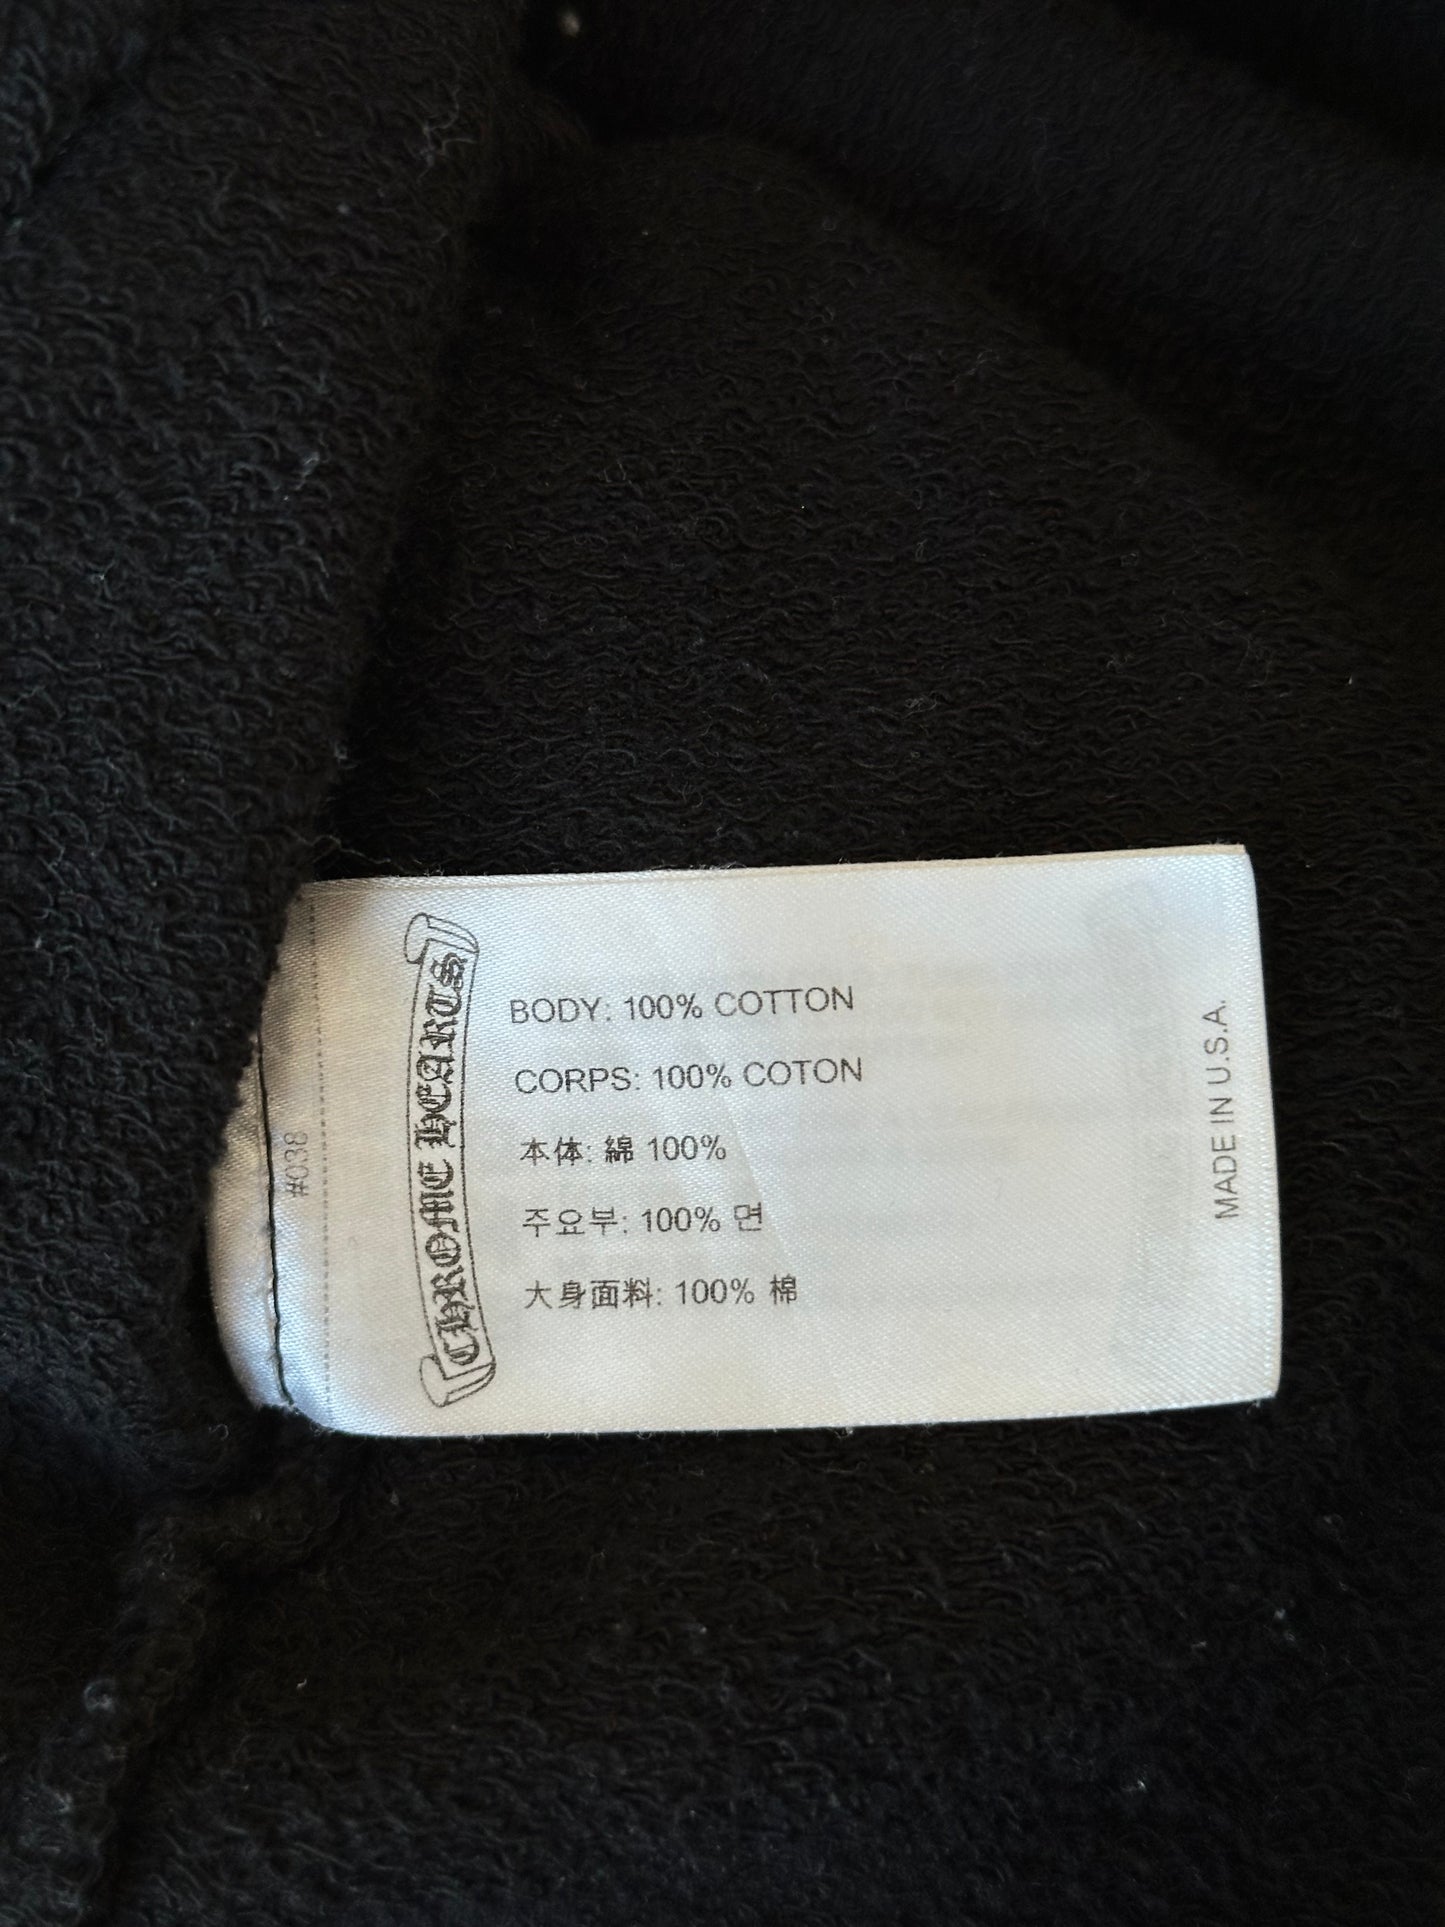 #038
CHROME HEARTS
BODY: 100% COTTON
CORPS: 100% COTON
本体: 綿 100%
주요부: 100% 면
大身面料: 100% 棉
MADE IN U.S.A.